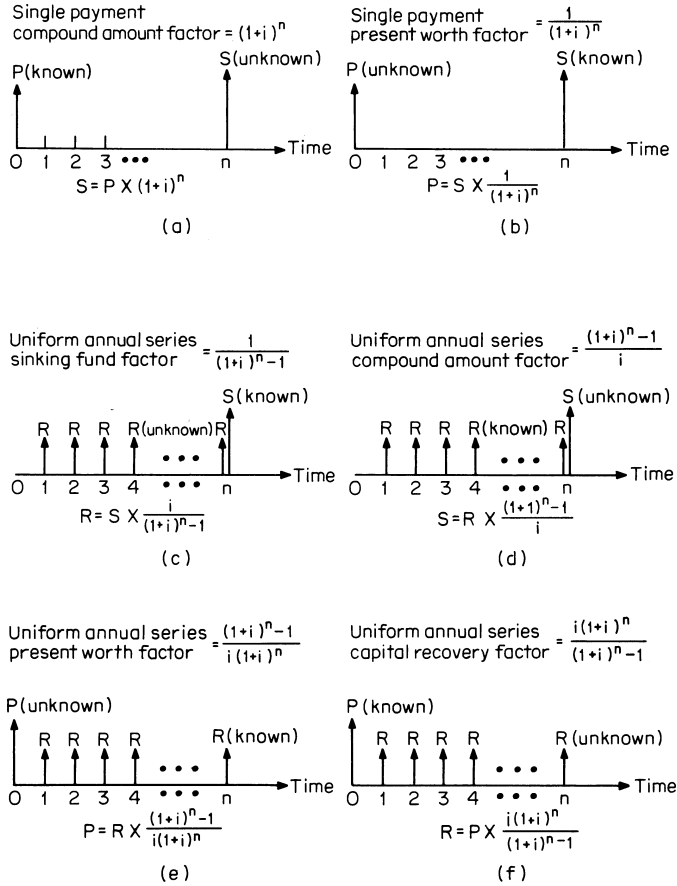 Single payment
compound amount factor = (1+i)^n
P(known)
S(unknown)
Time
0 1 2 3 ••• n
S = P X (1+i)^n
(a)
Single payment
present worth factor = 1/(1+i)^n
P(unknown)
S(known)
Time
0 1 2 3 ••• n
P = S X 1/(1+i)^n
(b)
Uniform annual series
sinking fund factor = 1/((1+i)^n-1)
S(known)
R R R R(unknown) R
••• Time
0 1 2 3 4 ••• n
R = S X i/((1+i)^n-1)
(c)
Uniform annual series
compound amount factor = ((1+i)^n-1)/i
S(unknown)
R R R R(known) R
••• Time
0 1 2 3 4 ••• n
S = R X ((1+1)^n-1)/i
(d)
Uniform annual series
present worth factor = ((1+i)^n-1)/(i(1+i)^n)
P(unknown)
R R R R R(known)
••• Time
0 1 2 3 4 ••• n
P = R X ((1+i)^n-1)/(i(1+i)^n)
(e)
Uniform annual series
capital recovery factor = (i(1+i)^n)/((1+i)^n-1)
P(known)
R R R R R(unknown)
••• Time
0 1 2 3 4 ••• n
R = P X (i(1+i)^n)/((1+i)^n-1)
(f)